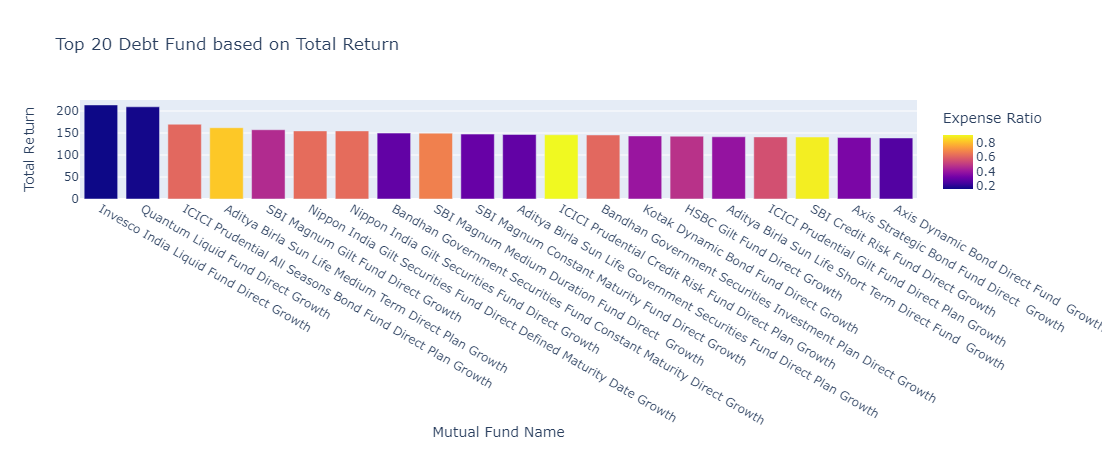 Top 20 Debt Fund based on Total Return
Total Return
200
150
100
50
0
Invesco India Liquid Fund Direct Growth
Quantum Liquid Fund Direct Growth
ICICI Prudential All Seasons Bond Fund Direct Plan Growth
Aditya Birla Sun Life Medium Term Direct Plan Growth
SBI Magnum Gilt Fund Direct Growth
Nippon India Gilt Securities Fund Direct Defined Maturity Date Growth
Nippon India Gilt Securities Fund Direct Growth
Bandhan Government Securities Fund Constant Maturity Direct Growth
SBI Magnum Medium Duration Fund Direct  Growth
SBI Magnum Constant Maturity Fund Direct Growth
Aditya Birla Sun Life Government Securities Fund Direct Plan Growth
ICICI Prudential Credit Risk Fund Direct Plan Growth
Bandhan Government Securities Investment Plan Direct Growth
Kotak Dynamic Bond Fund Direct Growth
HSBC Gilt Fund Direct Growth
Aditya Birla Sun Life Short Term Direct Fund  Growth
ICICI Prudential Gilt Fund Direct Plan Growth
SBI Credit Risk Fund Direct Growth
Axis Strategic Bond Fund Direct  Growth
Axis Dynamic Bond Direct Fund  Growth
Mutual Fund Name
Expense Ratio
0.8
0.6
0.4
0.2